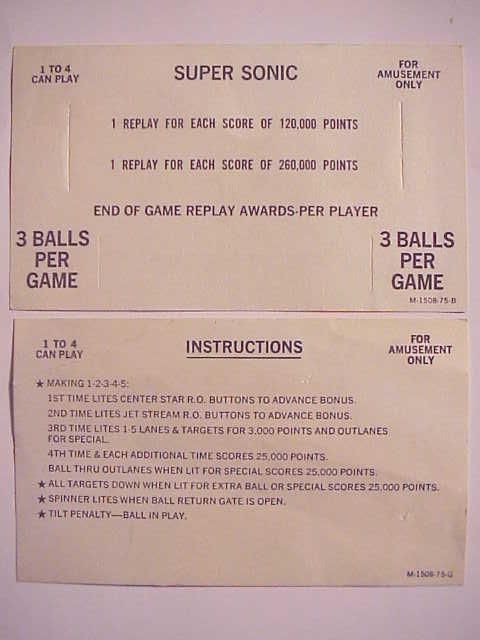 1 TO 4
CAN PLAY
SUPER SONIC
FOR
AMUSEMENT
ONLY
1 REPLAY FOR EACH SCORE OF 120,000 POINTS
1 REPLAY FOR EACH SCORE OF 260,000 POINTS
END OF GAME REPLAY AWARDS-PER PLAYER
3 BALLS
PER
GAME
3 BALLS
PER
GAME
M-1508-75-B
1 TO 4
CAN PLAY
INSTRUCTIONS
FOR
AMUSEMENT
ONLY
★ MAKING 1-2-3-4-5:
1ST TIME LITES CENTER STAR R.O. BUTTONS TO ADVANCE BONUS.
2ND TIME LITES JET STREAM R.O. BUTTONS TO ADVANCE BONUS.
3RD TIME LITES 1-5 LANES & TARGETS FOR 3,000 POINTS AND OUTLANES
FOR SPECIAL.
4TH TIME & EACH ADDITIONAL TIME SCORES 25,000 POINTS.
BALL THRU OUTLANES WHEN LIT FOR SPECIAL SCORES 25,000 POINTS.
★ ALL TARGETS DOWN WHEN LIT FOR EXTRA BALL OR SPECIAL SCORES 25,000 POINTS.
★ SPINNER LITES WHEN BALL RETURN GATE IS OPEN.
★ TILT PENALTY—BALL IN PLAY.